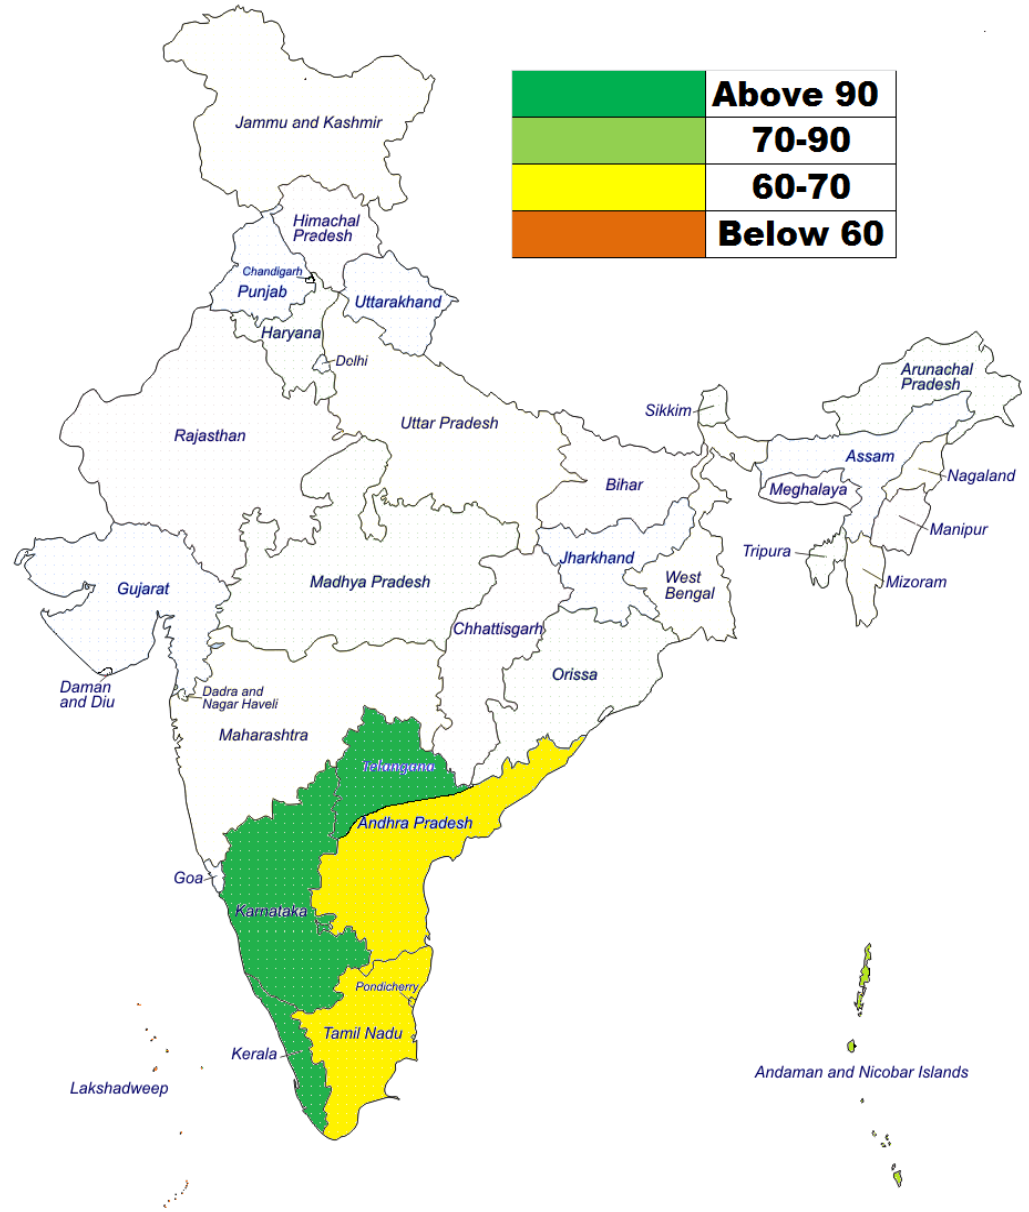 Above 90
70-90
60-70
Below 60
Jammu and Kashmir
Himachal
Pradesh
Chandigarh
Punjab
Uttarakhand
Haryana
Delhi
Arunachal
Pradesh
Sikkim
Uttar Pradesh
Rajasthan
Assam
Nagaland
Bihar
Meghalaya
Manipur
Tripura
Jharkhand
Mizoram
Madhya Pradesh
Gujarat
West
Bengal
Chhattisgarh
Orissa
Daman
and Diu
Dadra and
Nagar Haveli
Maharashtra
Telangana
Andhra Pradesh
Goa
Karnataka
Pondicherry
Tamil Nadu
Kerala
Lakshadweep
Andaman and Nicobar Islands